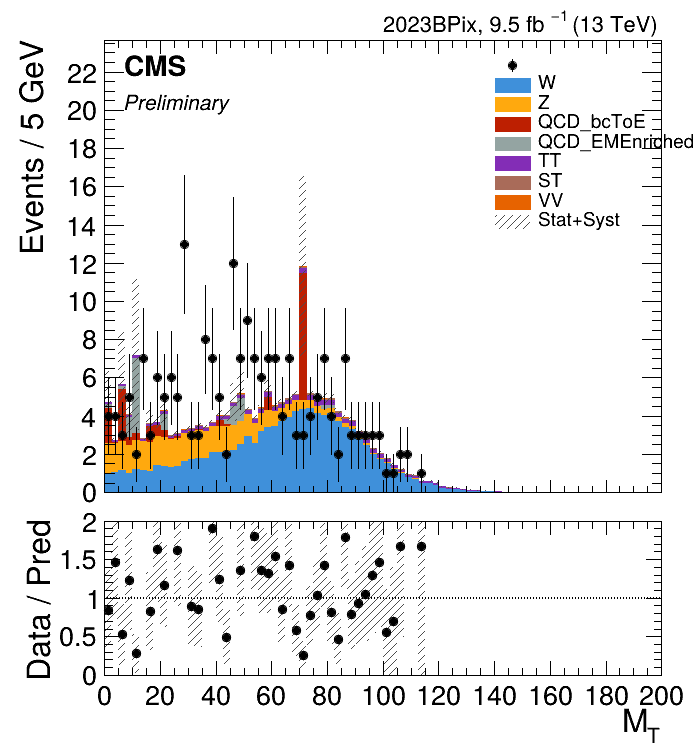 2023BPix, 9.5 fb⁻¹ (13 TeV)
Events / 5 GeV
CMS
Preliminary
W
Z
QCD_bcToE
QCD_EMEnriched
TT
ST
VV
Stat+Syst
22
20
18
16
14
12
10
8
6
4
2
0
Data / Pred
2
1.5
1
0.5
0
0 20 40 60 80 100 120 140 160 180 200
M_T